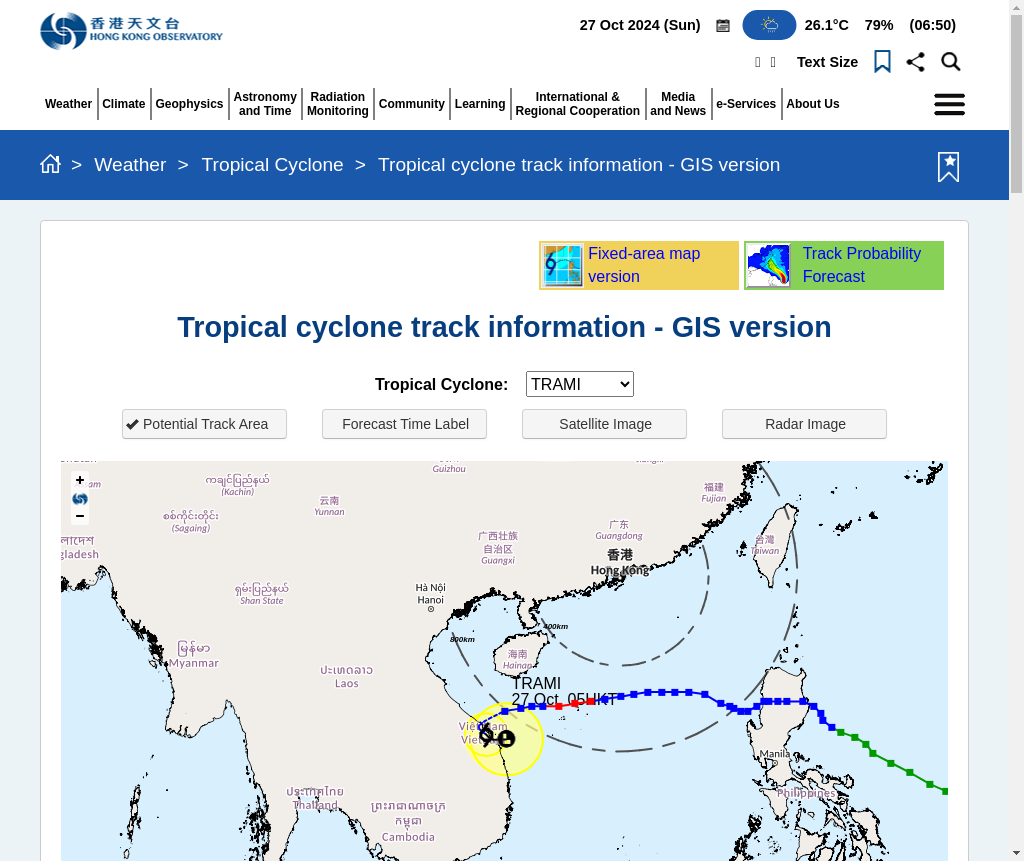 香港天文台
HONG KONG OBSERVATORY
27 Oct 2024 (Sun)
26.1°C
79%
(06:50)
Text Size
Weather
Climate
Geophysics
Astronomy
and Time
Radiation
Monitoring
Community
Learning
International &
Regional Cooperation
Media
and News
e-Services
About Us
> Weather > Tropical Cyclone > Tropical cyclone track information - GIS version
Fixed-area map
version
Track Probability
Forecast
Tropical cyclone track information - GIS version
Tropical Cyclone:
TRAMI
Potential Track Area
Forecast Time Label
Satellite Image
Radar Image
+
−
Guizhou
ကချင်ပြည်နယ်
(Kachin)
云南
Yunnan
福建
Fujian
စစ်ကိုင်းတိုင်း
(Sagaing)
gladesh
广西壮族
自治区
Guangxi
广东
Guangdong
香港
Hong Kong
台灣
Taiwan
ရှမ်းပြည်နယ်
Shan State
Hà Nội
Hanoi
800km
400km
海南
Hainan
မြန်မာ
Myanmar
ປະເທດລາວ
Laos
TRAMI
27 Oct, 05HKT
Việt Nam
Manila
ประเทศไทย
Thailand
Philippines
ព្រះរាជាណាចក្រ
កម្ពុជា
Cambodia